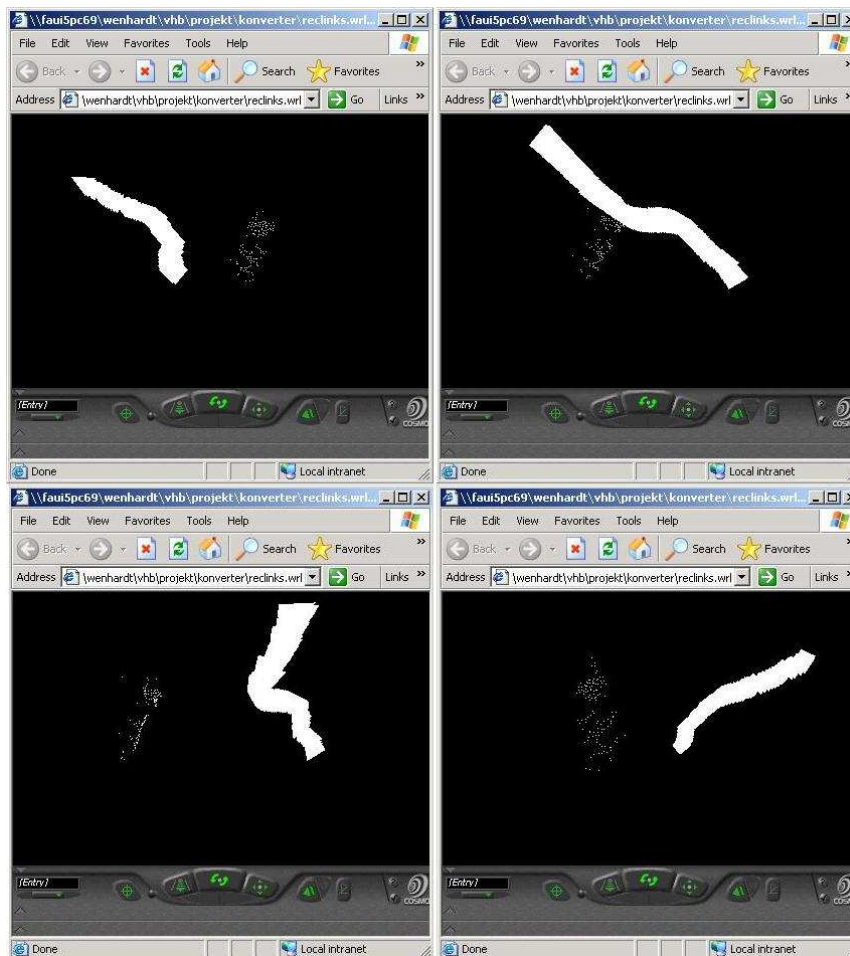 \\faui5pc69\wenhardt\vhb\projekt\konverter\reclinks.wrl...
File Edit View Favorites Tools Help
Back Search Favorites »
Address \wenhardt\vhb\projekt\konverter\reclinks.wrl Go Links »
[Entry]
COSMO
Done Local intranet
\\faui5pc69\wenhardt\vhb\projekt\konverter\reclinks.wrl...
File Edit View Favorites Tools Help
Back Search Favorites »
Address \wenhardt\vhb\projekt\konverter\reclinks.wrl Go Links »
[Entry]
COSMO
Done Local intranet
\\faui5pc69\wenhardt\vhb\projekt\konverter\reclinks.wrl...
File Edit View Favorites Tools Help
Back Search Favorites »
Address \wenhardt\vhb\projekt\konverter\reclinks.wrl Go Links »
[Entry]
COSMO
Done Local intranet
\\faui5pc69\wenhardt\vhb\projekt\konverter\reclinks.wrl...
File Edit View Favorites Tools Help
Back Search Favorites »
Address \wenhardt\vhb\projekt\konverter\reclinks.wrl Go Links »
[Entry]
COSMO
Done Local intranet